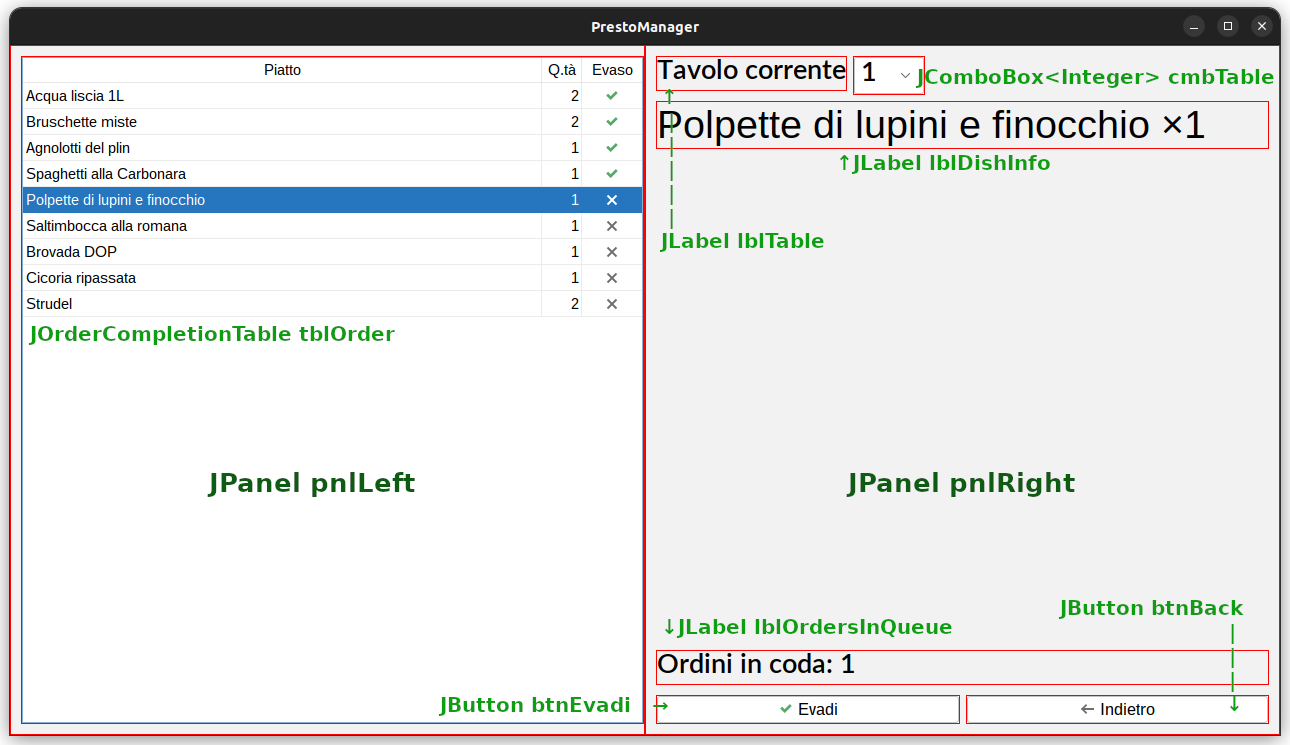 PrestoManager
Piatto Q.tà Evaso
Acqua liscia 1L 2
Bruschette miste 2
Agnolotti del plin 1
Spaghetti alla Carbonara 1
Polpette di lupini e finocchio 1
Saltimbocca alla romana 1
Brovada DOP 1
Cicoria ripassata 1
Strudel 2
JOrderCompletionTable tblOrder
JPanel pnlLeft
JButton btnEvadi →
Tavolo corrente 1 JComboBox<Integer> cmbTable
Polpette di lupini e finocchio ×1
↑JLabel lblDishInfo
JLabel lblTable
JPanel pnlRight
JButton btnBack
↓JLabel lblOrdersInQueue
Ordini in coda: 1
Evadi
Indietro